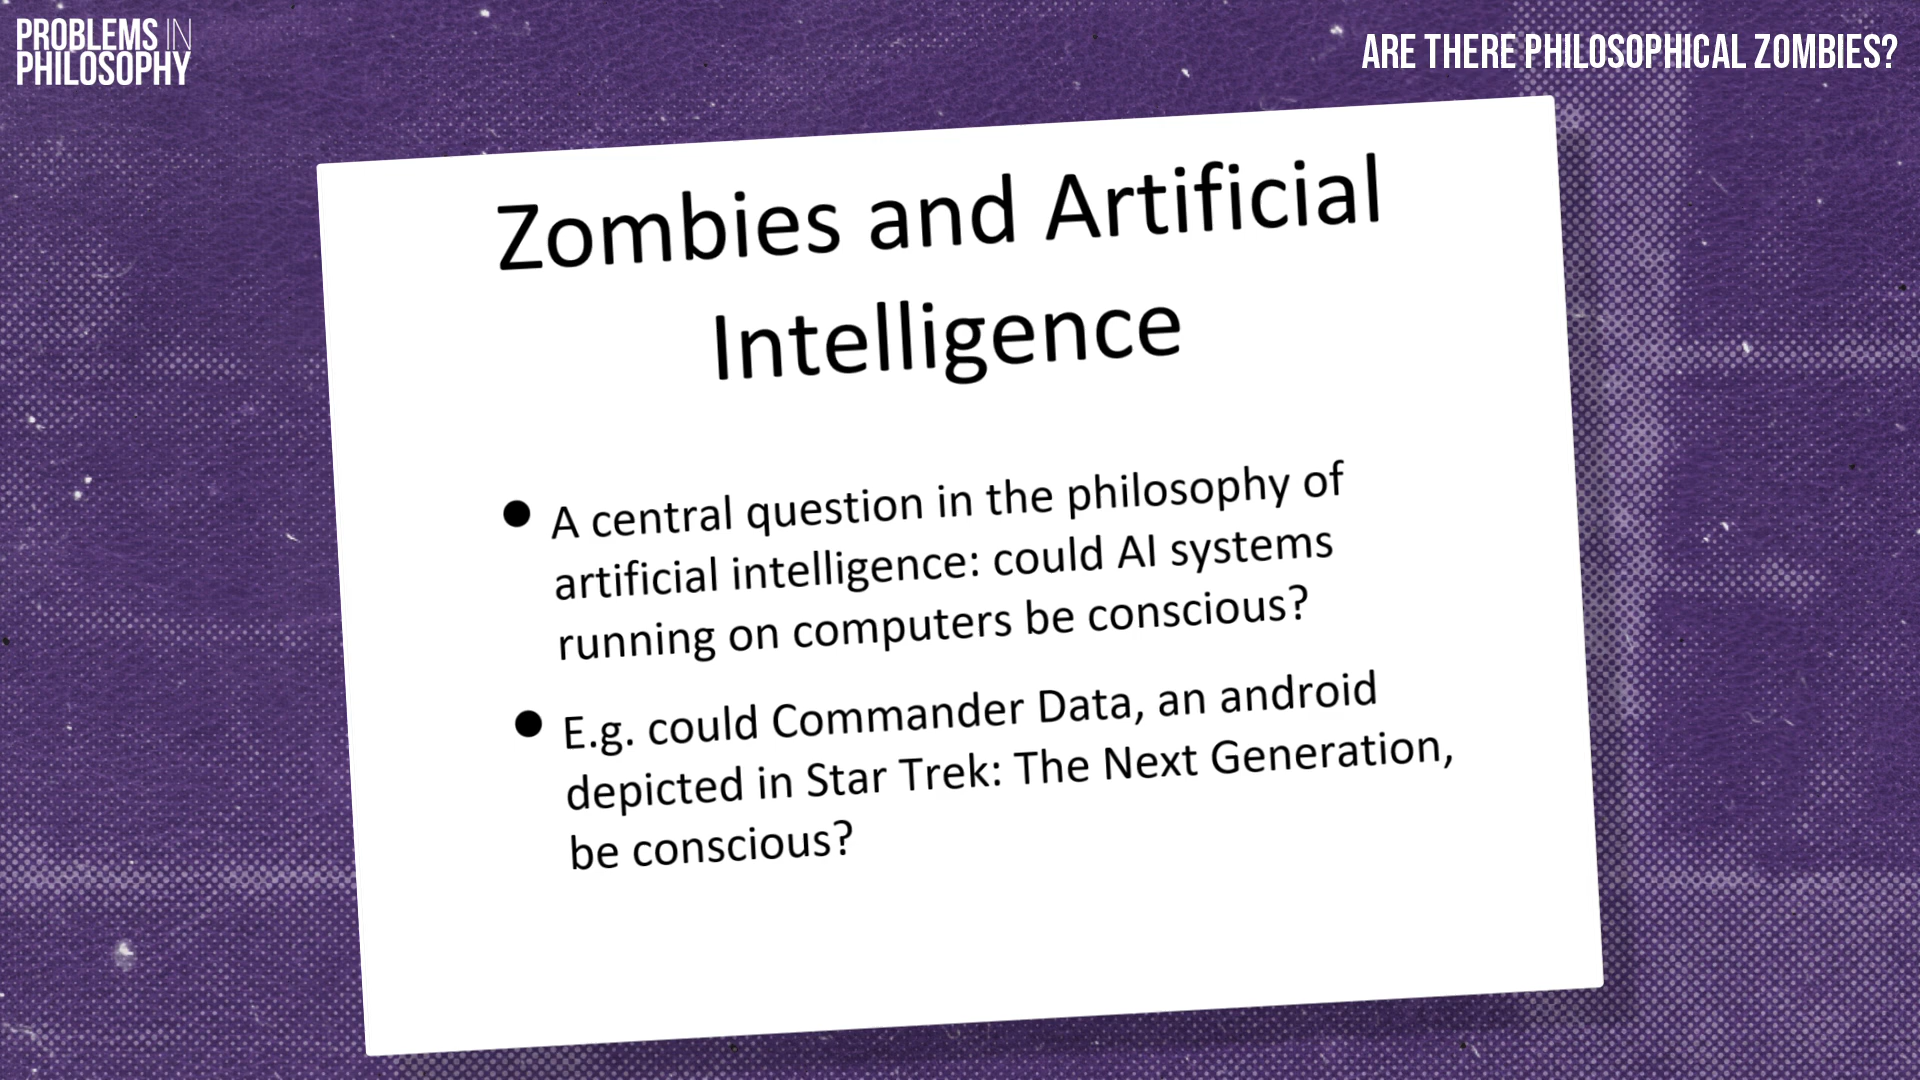 PROBLEMS IN
PHILOSOPHY
ARE THERE PHILOSOPHICAL ZOMBIES?
Zombies and Artificial
Intelligence
• A central question in the philosophy of
artificial intelligence: could AI systems
running on computers be conscious?
• E.g. could Commander Data, an android
depicted in Star Trek: The Next Generation,
be conscious?